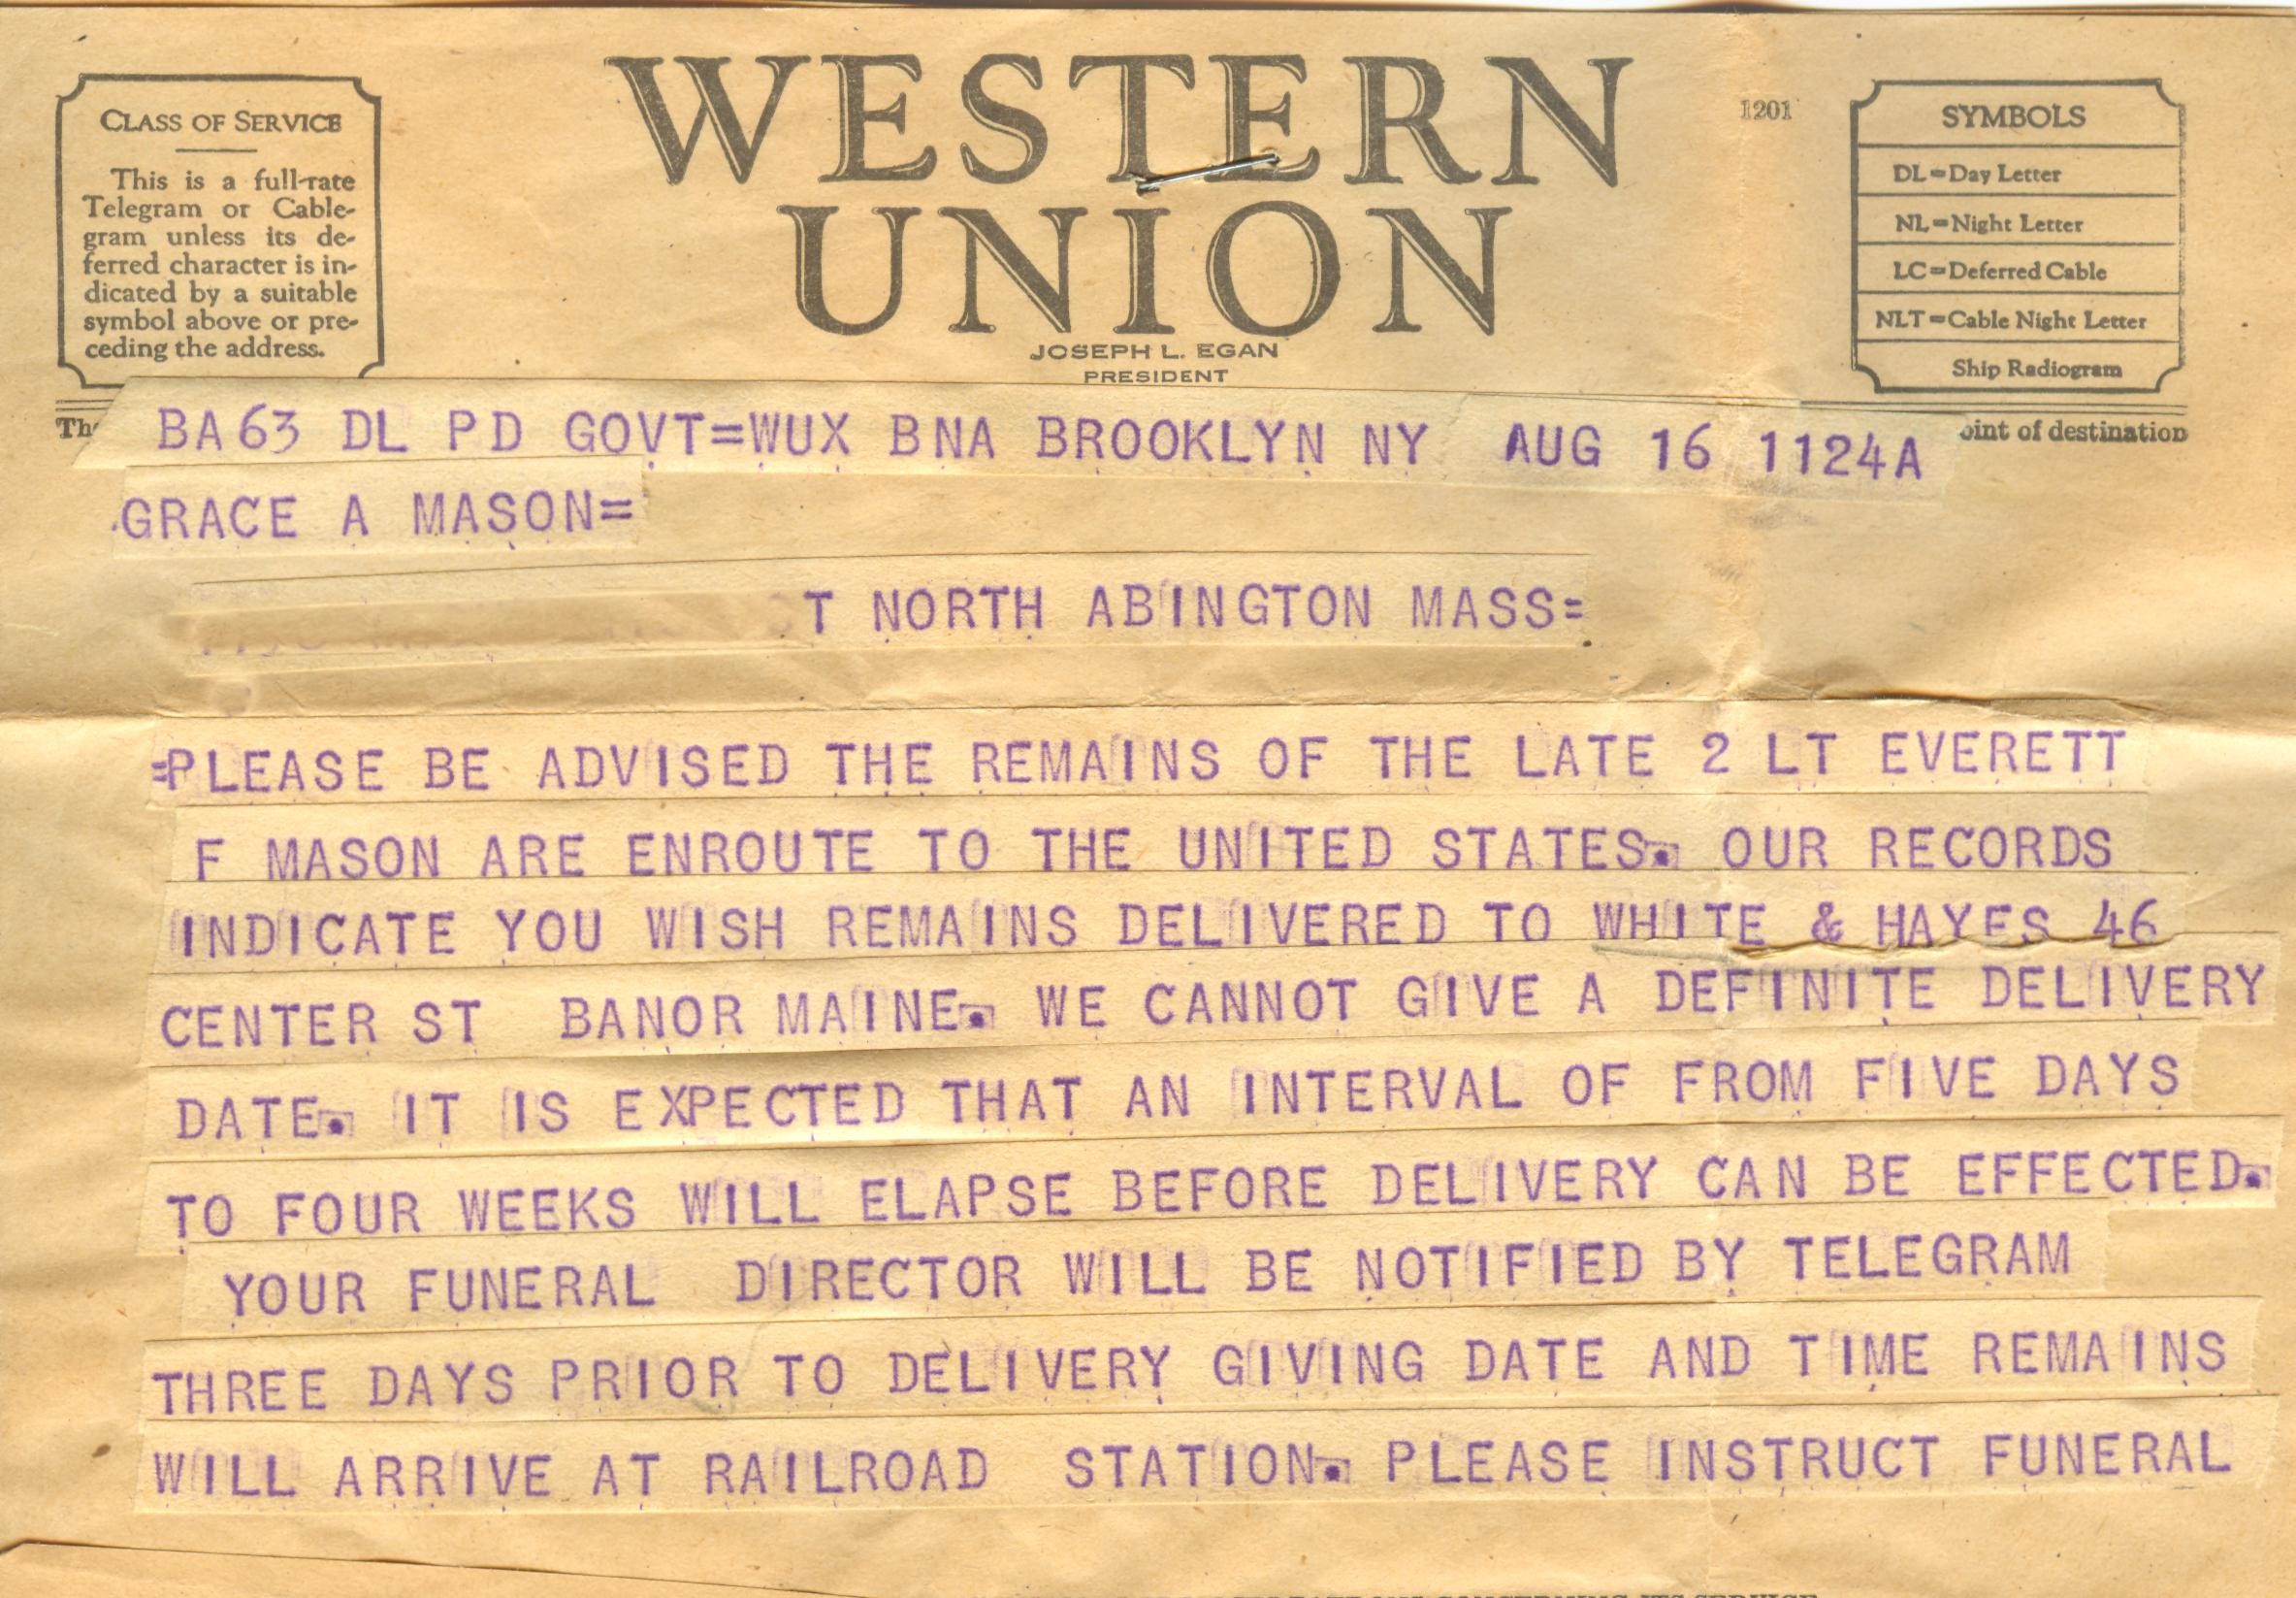 WESTERN
UNION
JOSEPH L. EGAN
PRESIDENT
1201
CLASS OF SERVICE
This is a full-rate
Telegram or Cable-
gram unless its de-
ferred character is in-
dicated by a suitable
symbol above or pre-
ceding the address.
SYMBOLS
DL=Day Letter
NL=Night Letter
LC=Deferred Cable
NLT=Cable Night Letter
Ship Radiogram
of destination
BA63 DL PD GOVT=WUX BNA BROOKLYN NY AUG 16 1124A
GRACE A MASON=
T NORTH ABINGTON MASS=
=PLEASE BE ADVISED THE REMAINS OF THE LATE 2 LT EVERETT
F MASON ARE ENROUTE TO THE UNITED STATES. OUR RECORDS
INDICATE YOU WISH REMAINS DELIVERED TO WHITE & HAYES 46
CENTER ST BANOR MAINE. WE CANNOT GIVE A DEFINITE DELIVERY
DATE. IT IS EXPECTED THAT AN INTERVAL OF FROM FIVE DAYS
TO FOUR WEEKS WILL ELAPSE BEFORE DELIVERY CAN BE EFFECTED.
YOUR FUNERAL DIRECTOR WILL BE NOTIFIED BY TELEGRAM
THREE DAYS PRIOR TO DELIVERY GIVING DATE AND TIME REMAINS
WILL ARRIVE AT RAILROAD STATION. PLEASE INSTRUCT FUNERAL